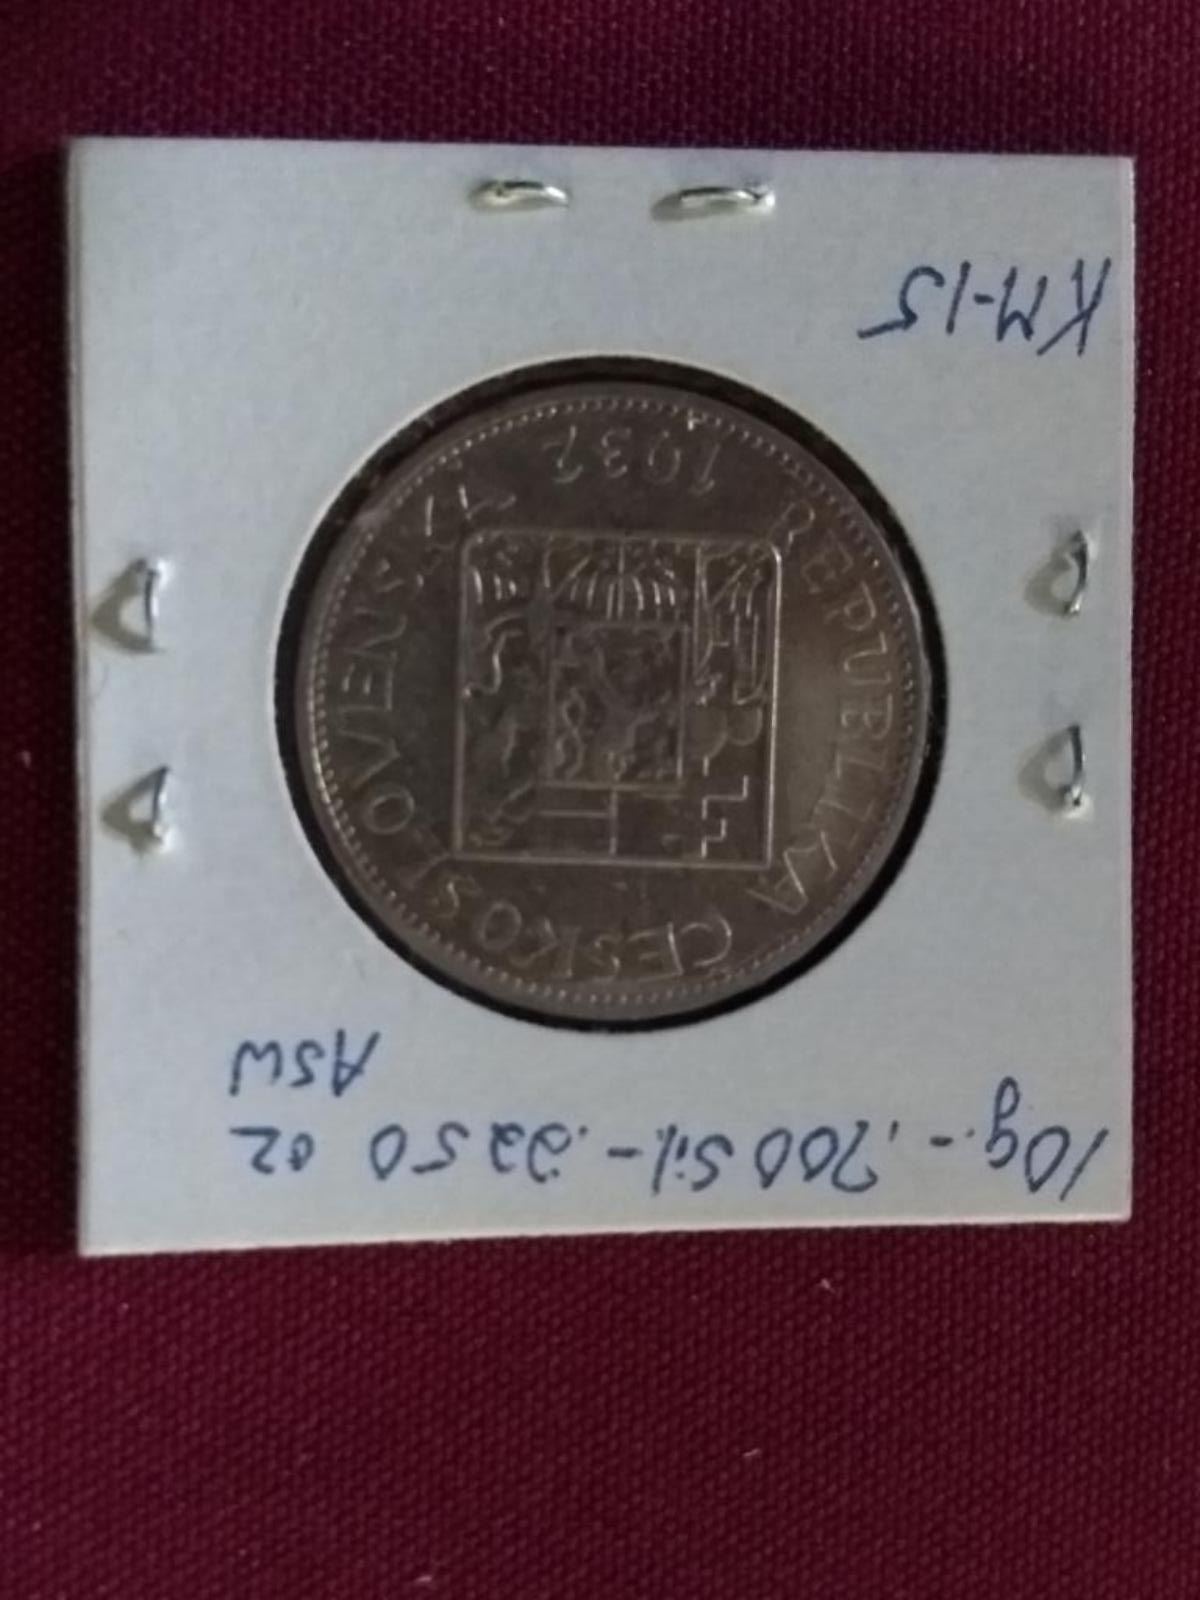 10g. - .700 Sil. - .2250 oz
ASW
REPUBLIKA ČESKOSLOVENSKÁ
1932
KM-15